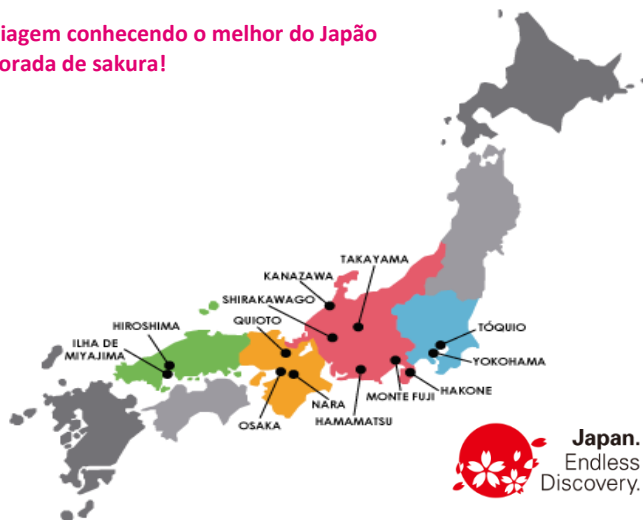 iagem conhecendo o melhor do Japão
orada de sakura!
TAKAYAMA
KANAZAWA
SHIRAKAWAGO
QUIOTO
HIROSHIMA
ILHA DE
MIYAJIMA
TÓQUIO
YOKOHAMA
HAKONE
MONTE FUJI
HAMAMATSU
NARA
OSAKA
Japan.
Endless
Discovery.